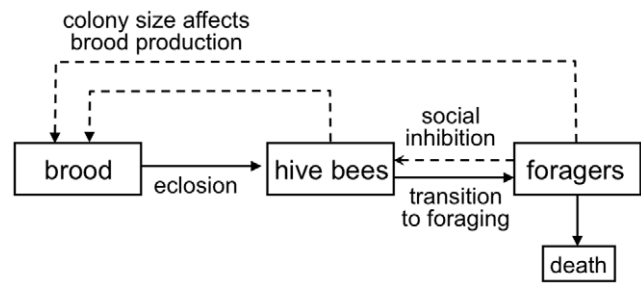 colony size affects
brood production
social
inhibition
brood
eclosion
hive bees
transition
to foraging
foragers
death